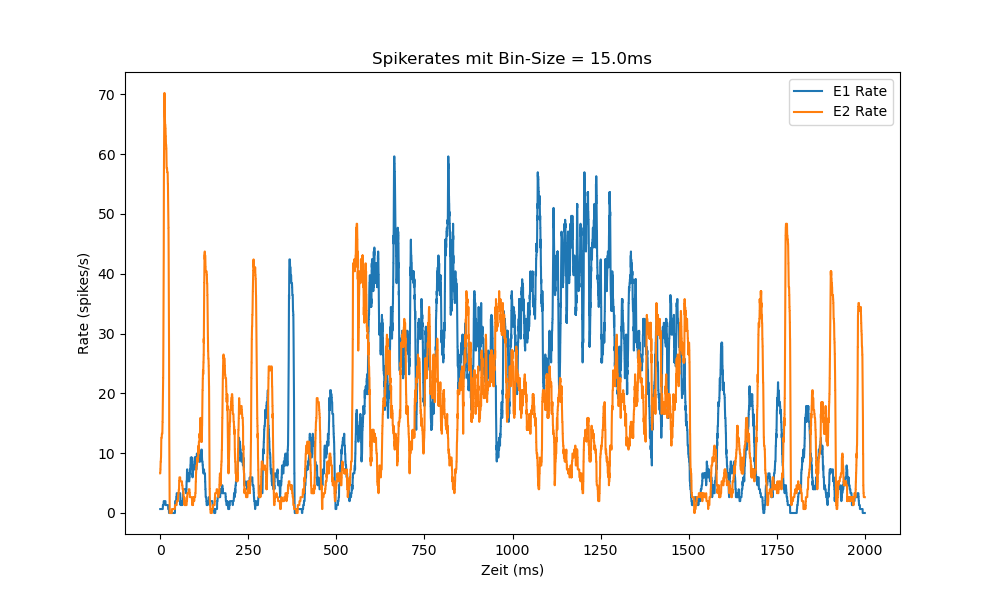 Spikerates mit Bin-Size = 15.0ms
E1 Rate
E2 Rate
70
60
50
40
30
20
10
0
Rate (spikes/s)
0 250 500 750 1000 1250 1500 1750 2000
Zeit (ms)